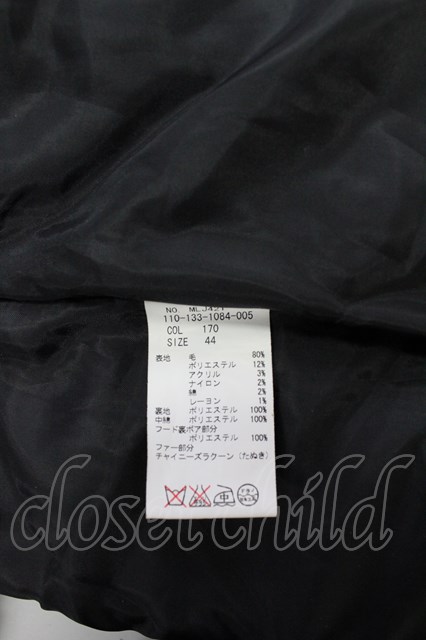 NO. MLJ421
110-133-1084-005
COL 170
SIZE 44
表地 毛 80%
ポリエステル 12%
アクリル 3%
ナイロン 2%
綿 2%
レーヨン 1%
裏地 ポリエステル 100%
中綿 ポリエステル 100%
フード裏ボア部分
ポリエステル 100%
ファー部分
チャイニーズラクーン (たぬき)
中
closet child